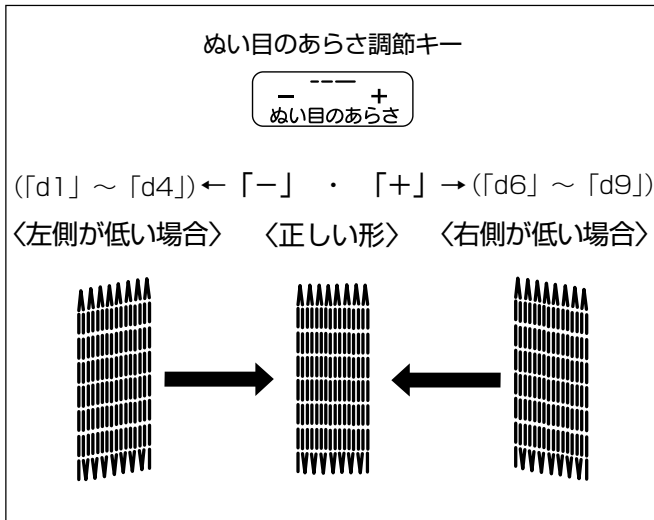 ぬい目のあらさ調節キー
− +
ぬい目のあらさ
(「d1」 ～ 「d4」) ← 「−」 ・ 「+」 → (「d6」 ～ 「d9」)
〈左側が低い場合〉 〈正しい形〉 〈右側が低い場合〉